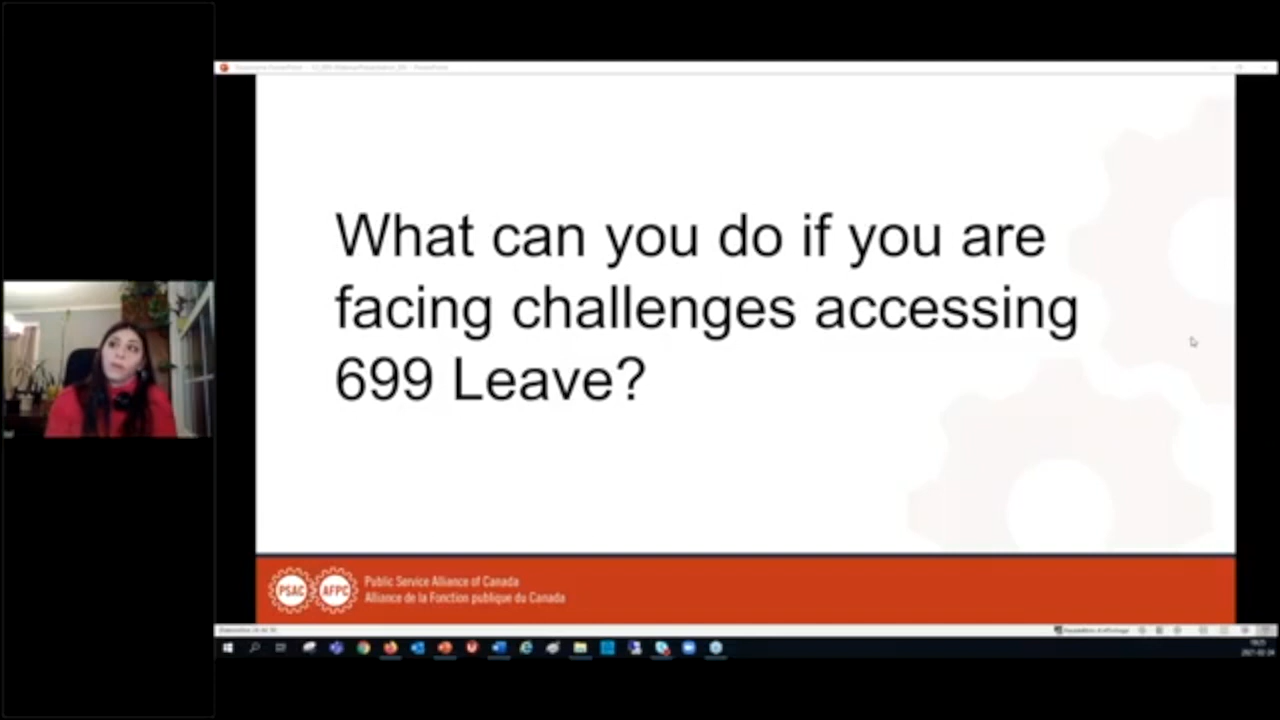 What can you do if you are
facing challenges accessing
699 Leave?
PSAC
AFPC
Public Service Alliance of Canada
Alliance de la Fonction publique du Canada